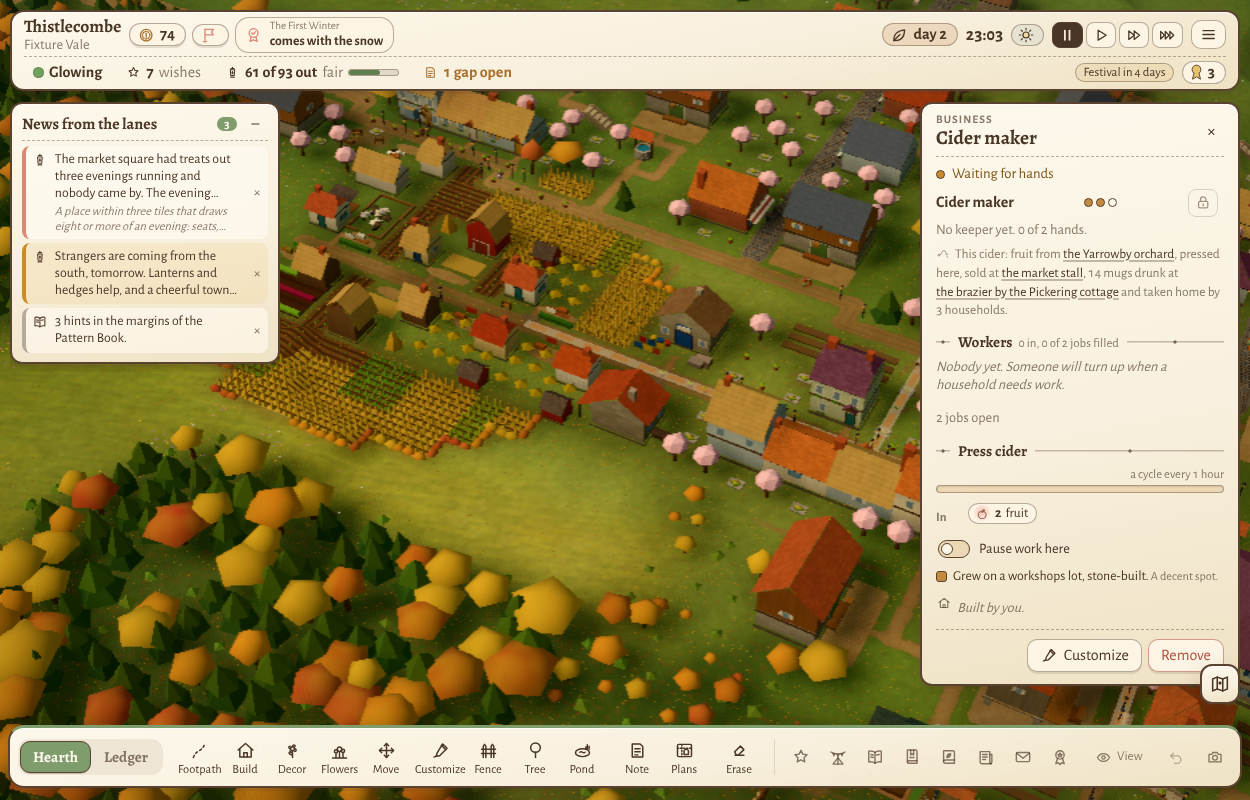 Thistlecombe
Fixture Vale
74
The First Winter
comes with the snow
day 2
23:03
Glowing
7 wishes
61 of 93 out fair
1 gap open
Festival in 4 days
3
News from the lanes
3
The market square had treats out
three evenings running and
nobody came by. The evening…
A place within three tiles that draws
eight or more of an evening: seats,…
Strangers are coming from the
south, tomorrow. Lanterns and
hedges help, and a cheerful town…
3 hints in the margins of the
Pattern Book.
BUSINESS
Cider maker
Waiting for hands
Cider maker
No keeper yet. 0 of 2 hands.
This cider: fruit from the Yarrowby orchard, pressed
here, sold at the market stall, 14 mugs drunk at
the brazier by the Pickering cottage and taken home by
3 households.
Workers 0 in, 0 of 2 jobs filled
Nobody yet. Someone will turn up when a
household needs work.
2 jobs open
Press cider
a cycle every 1 hour
In 2 fruit
Pause work here
Grew on a workshops lot, stone-built. A decent spot.
Built by you.
Customize
Remove
Hearth
Ledger
Footpath
Build
Decor
Flowers
Move
Customize
Fence
Tree
Pond
Note
Plans
Erase
View